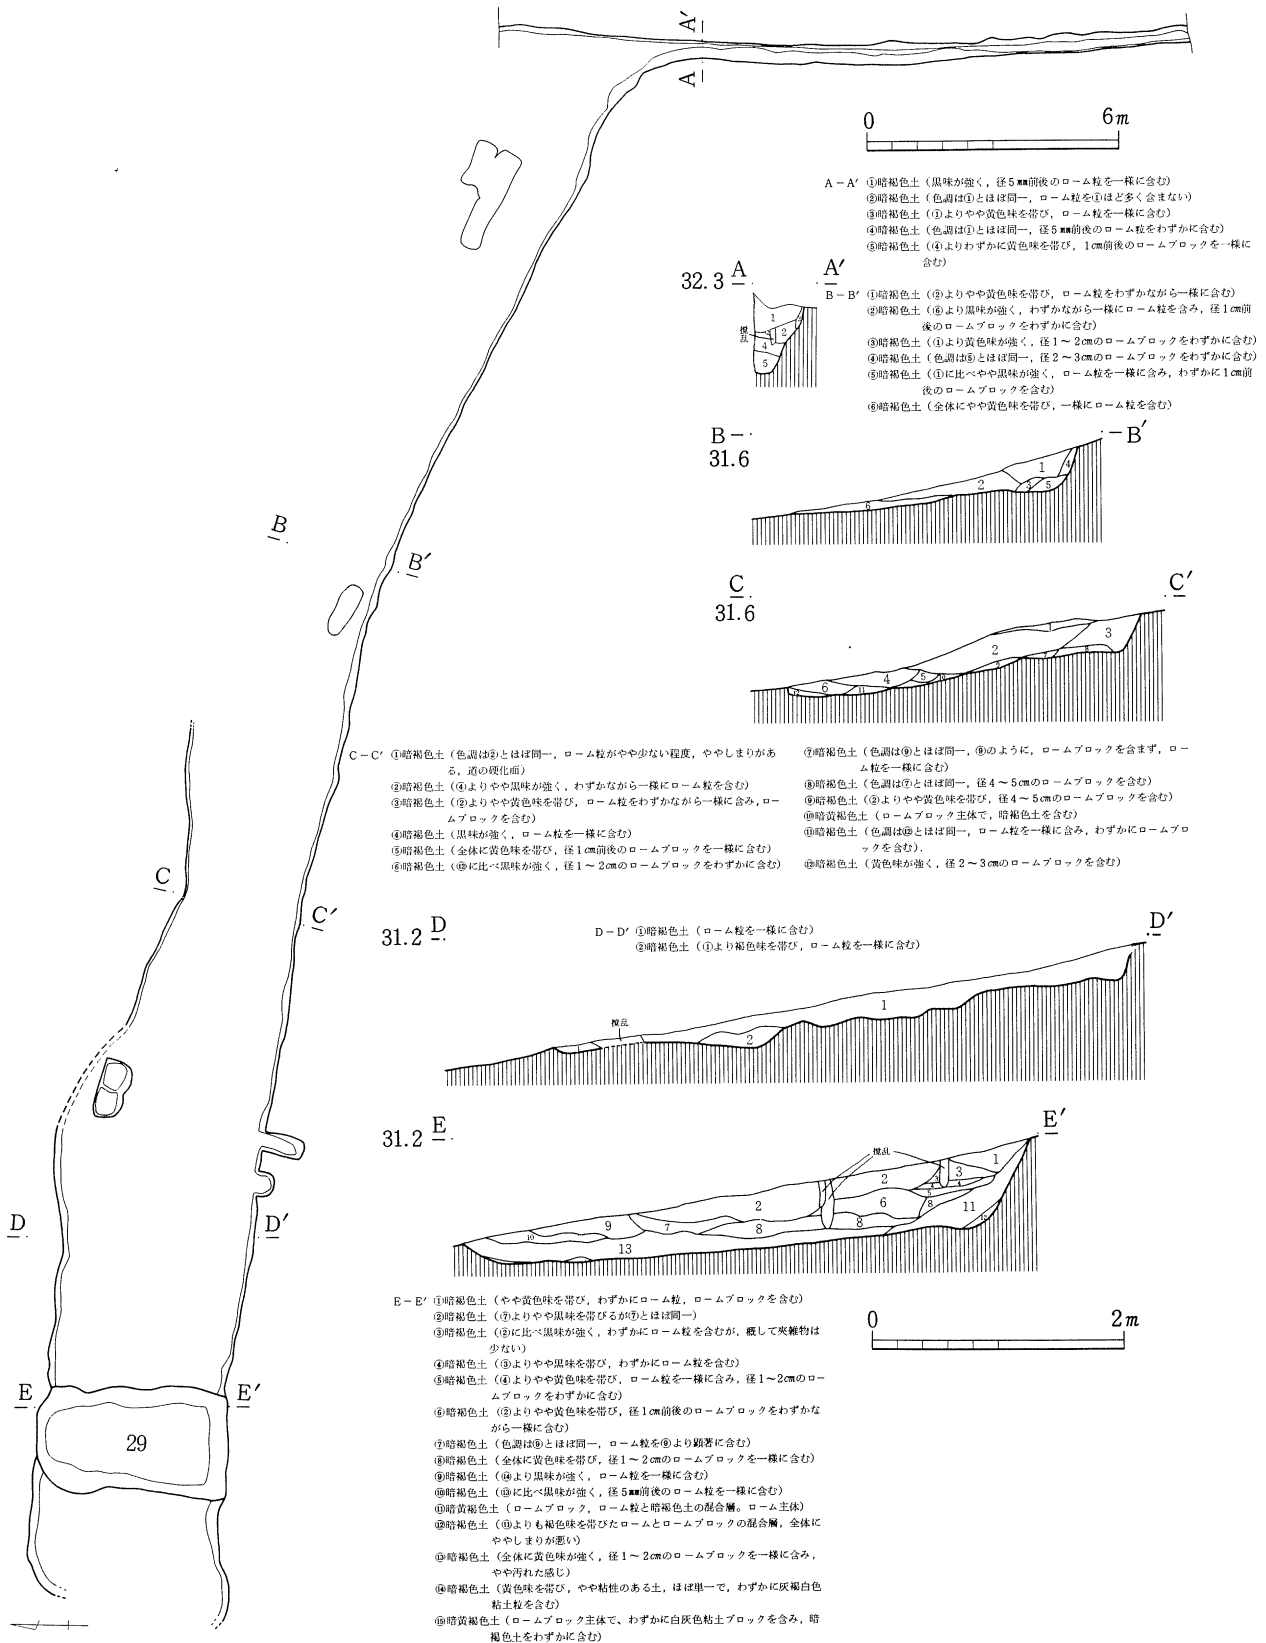 A′
A
0 6m
A－A′ ①暗褐色土（黒味が強く，径5㎜前後のローム粒を一様に含む）
②暗褐色土（色調は①とほぼ同一，ローム粒を①ほど多く含まない）
③暗褐色土（①よりやや黄色味を帯び，ローム粒を一様に含む）
④暗褐色土（色調は①とほぼ同一，径5㎜前後のローム粒をわずかに含む）
⑤暗褐色土（④よりわずかに黄色味を帯び，1cm前後のロームブロックを一様に
含む）
32.3 A A′
B－B′ ①暗褐色土（②よりやや黄色味を帯び，ローム粒をわずかながら一様に含む）
②暗褐色土（⑥より黒味が強く，わずかながら一様にローム粒を含み，径1cm前
後のロームブロックをわずかに含む）
③暗褐色土（①より黄色味が強く，径1〜2cmのロームブロックをわずかに含む）
④暗褐色土（色調は⑤とほぼ同一，径2〜3cmのロームブロックをわずかに含む）
⑤暗褐色土（①に比べやや黒味が強く，ローム粒を一様に含み，わずかに1cm前
後のロームブロックを含む）
⑥暗褐色土（全体にやや黄色味を帯び，一様にローム粒を含む）
1
2
攪乱
4
5
B B′
31.6
1
2
3
4
5
6
B
B′
C C′
31.6
1
2
3
4
5
6
C－C′ ①暗褐色土（色調は②とほぼ同一，ローム粒がやや少ない程度，ややしまりがあ
る，道の硬化面）
②暗褐色土（④よりやや黒味が強く，わずかながら一様にローム粒を含む）
③暗褐色土（②よりやや黄色味を帯び，ローム粒をわずかながら一様に含み，ロー
ムブロックを含む）
④暗褐色土（黒味が強く，ローム粒を一様に含む）
⑤暗褐色土（全体に黄色味を帯び，径1cm前後のロームブロックを一様に含む）
⑥暗褐色土（⑫に比べ黒味が強く，径1〜2cmのロームブロックをわずかに含む）
⑦暗褐色土（色調は⑨とほぼ同一，⑨のように，ロームブロックを含まず，ロー
ム粒を一様に含む）
⑧暗褐色土（色調は⑦とほぼ同一，径4〜5cmのロームブロックを含む）
⑨暗褐色土（②よりやや黄色味を帯び，径4〜5cmのロームブロックを含む）
⑩暗黄褐色土（ロームブロック主体で，暗褐色土を含む）
⑪暗褐色土（色調は⑫とほぼ同一，ローム粒を一様に含み，わずかにロームブロ
ックを含む）．
⑫暗褐色土（黄色味が強く，径2〜3cmのロームブロックを含む）
C
C′
31.2 D D′
D－D′ ①暗褐色土（ローム粒を一様に含む）
②暗褐色土（①より褐色味を帯び，ローム粒を一様に含む）
攪乱
1
2
31.2 E E′
攪乱
1
2
2
3
6
7
8
8
8
9
10
11
13
D
D′
E
E′
29
E－E′ ①暗褐色土（やや黄色味を帯び，わずかにローム粒，ロームブロックを含む）
②暗褐色土（⑦よりやや黒味を帯びるが⑦とほぼ同一）
③暗褐色土（②に比べ黒味が強く，わずかにローム粒を含むが，概して夾雑物は
少ない）
④暗褐色土（③よりやや黒味を帯び，わずかにローム粒を含む）
⑤暗褐色土（④よりやや黄色味を帯び，ローム粒を一様に含み，径1〜2cmのロー
ムブロックをわずかに含む）
⑥暗褐色土（②よりやや黄色味を帯び，径1cm前後のロームブロックをわずかな
がら一様に含む）
⑦暗褐色土（色調は⑨とほぼ同一，ローム粒を⑨より顕著に含む）
⑧暗褐色土（全体に黄色味を帯び，径1〜2cmのロームブロックを一様に含む）
⑨暗褐色土（⑭より黒味が強く，ローム粒を一様に含む）
⑩暗褐色土（⑬に比べ黒味が強く，径5㎜前後のローム粒を一様に含む）
⑪暗黄褐色土（ロームブロック，ローム粒と暗褐色土の混合層。ローム主体）
⑫暗褐色土（⑪よりも褐色味を帯びたロームとロームブロックの混合層，全体に
ややしまりが悪い）
⑬暗褐色土（全体に黄色味が強く，径1〜2cmのロームブロックを一様に含み，
やや汚れた感じ）
⑭暗褐色土（黄色味を帯び，やや粘性のある土，ほぼ単一で，わずかに灰褐白色
粘土粒を含む）
⑮暗黄褐色土（ロームブロック主体で、わずかに白灰色粘土ブロックを含み，暗
褐色土をわずかに含む）
0 2m